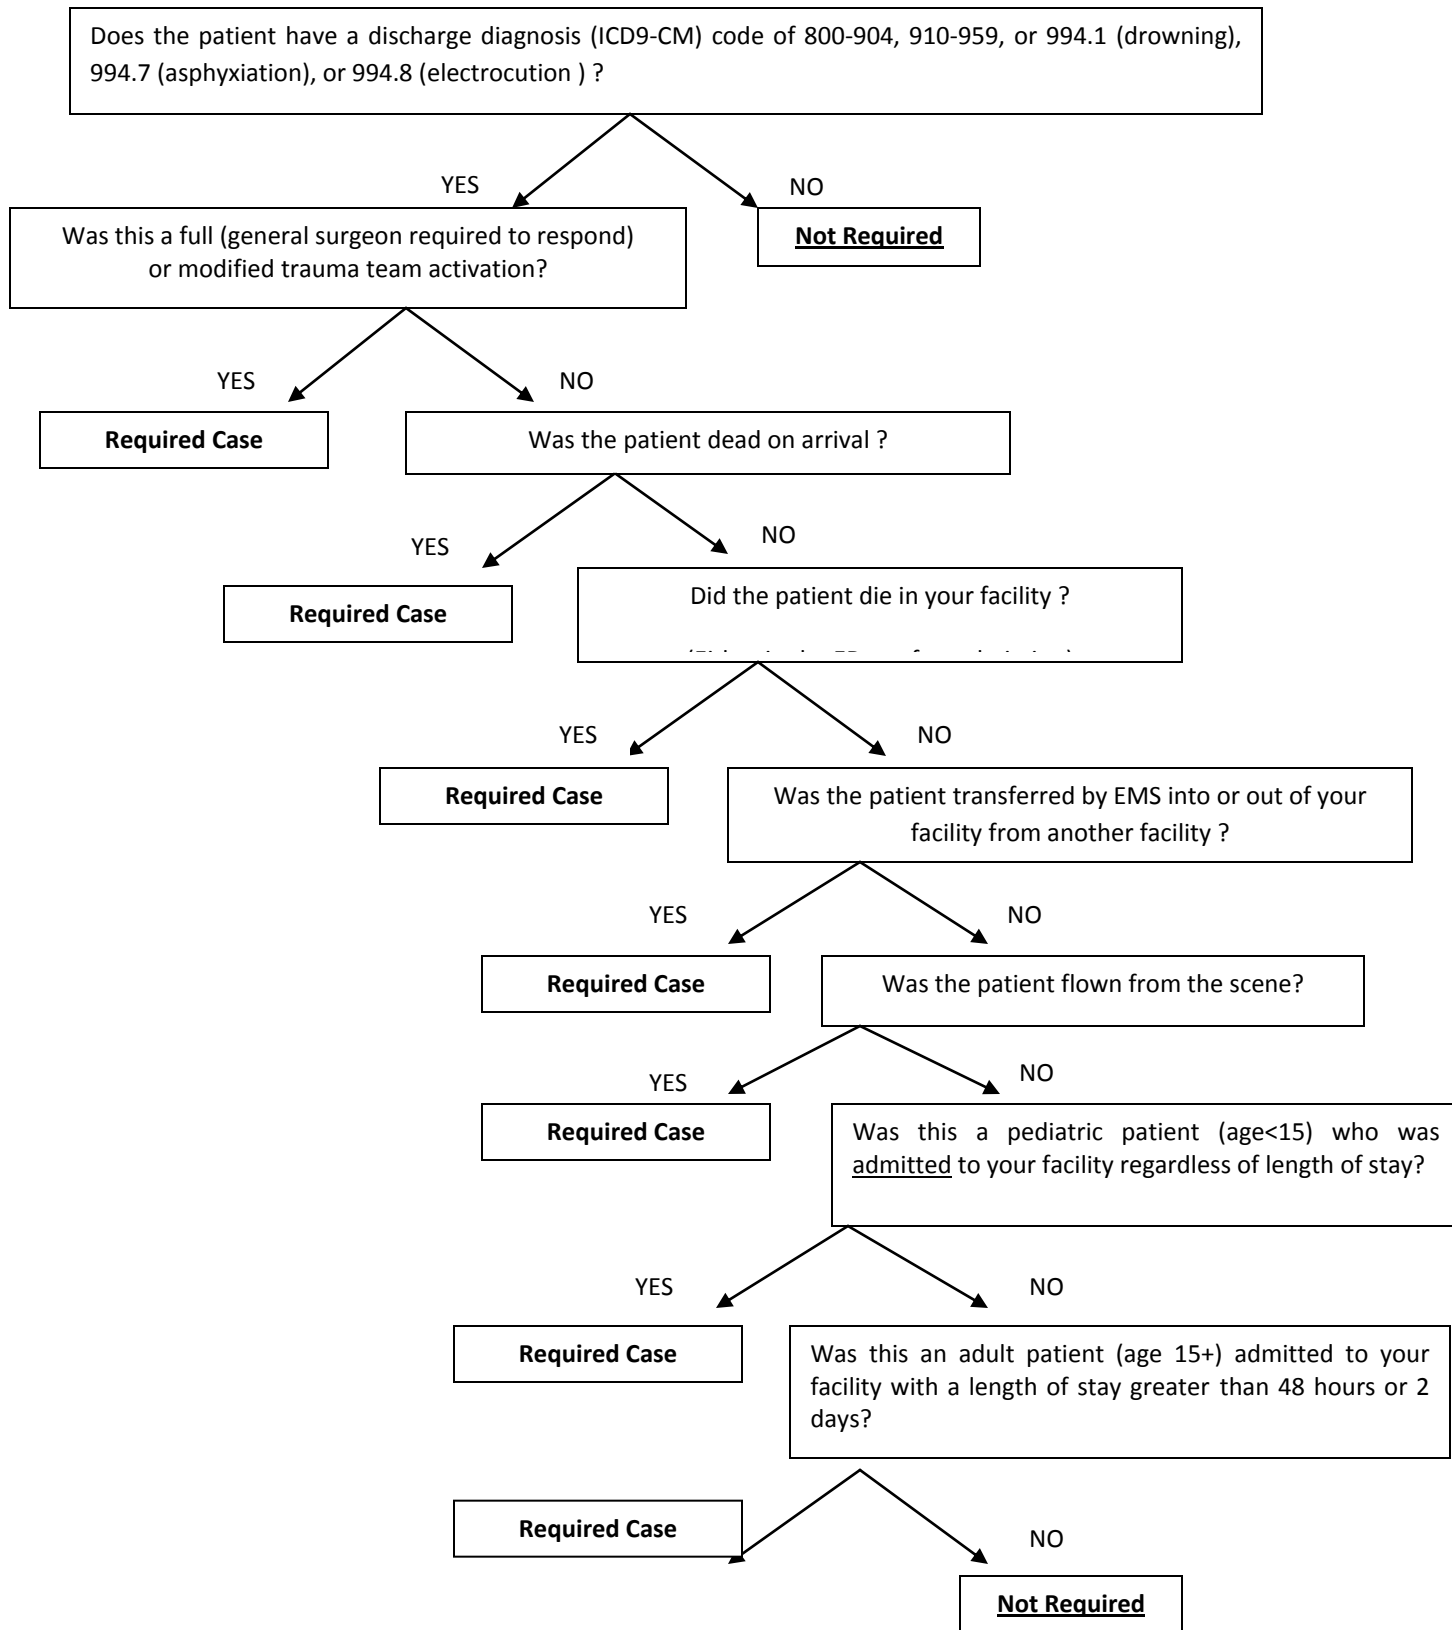 Does the patient have a discharge diagnosis (ICD9-CM) code of 800-904, 910-959, or 994.1 (drowning),
994.7 (asphyxiation), or 994.8 (electrocution ) ?
YES
NO
Was this a full (general surgeon required to respond)
or modified trauma team activation?
Not Required
YES
NO
Required Case
Was the patient dead on arrival ?
YES
NO
Required Case
Did the patient die in your facility ?
YES
NO
Required Case
Was the patient transferred by EMS into or out of your
facility from another facility ?
YES
NO
Required Case
Was the patient flown from the scene?
YES
NO
Required Case
Was this a pediatric patient (age<15) who was
admitted to your facility regardless of length of stay?
YES
NO
Required Case
Was this an adult patient (age 15+) admitted to your
facility with a length of stay greater than 48 hours or 2
days?
Required Case
NO
Not Required